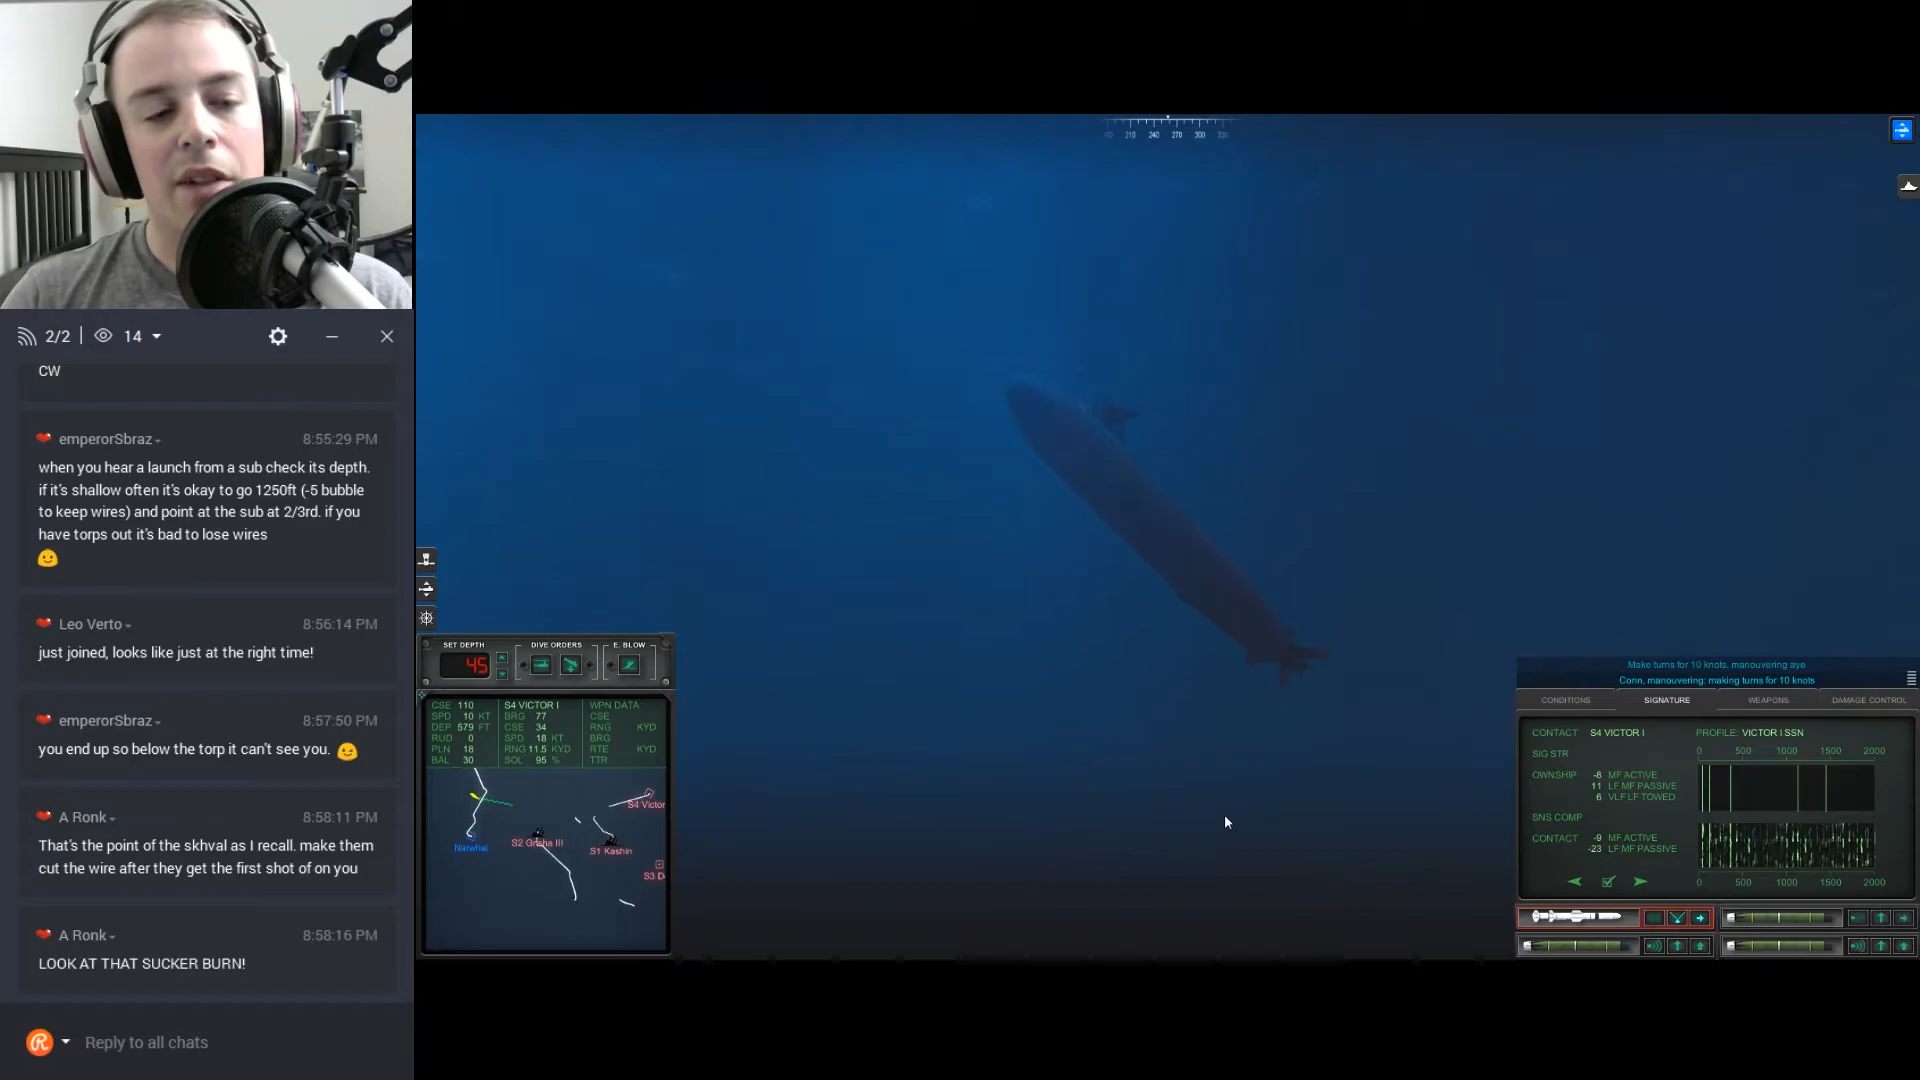 2/2
14
CW
emperorSbraz
8:55:29 PM
when you hear a launch from a sub check its depth.
if it's shallow often it's okay to go 1250ft (-5 bubble
to keep wires) and point at the sub at 2/3rd. if you
have torps out it's bad to lose wires
Leo Verto
8:56:14 PM
just joined, looks like just at the right time!
emperorSbraz
8:57:50 PM
you end up so below the torp it can't see you.
A Ronk
8:58:11 PM
That's the point of the skhval as I recall. make them
cut the wire after they get the first shot of on you
A Ronk
8:58:16 PM
LOOK AT THAT SUCKER BURN!
Reply to all chats
210 240 270 300 330
SET DEPTH
DIVE ORDERS
E. BLOW
45
CSE 110
SPD 10 KT
DEP 579 FT
RUD 0
PLN 18
BAL 30
S4 VICTOR I
BRG 77
CSE 34
SPD 18 KT
RNG 11.5 KYD
SOL 95 %
WPN DATA
CSE
RNG KYD
BRG
RTE KYD
TTR
S4 Victor
Narwhal
S2 Grisha III
S1 Kashin
S3 D
Make turns for 10 knots, manouvering aye
Conn, manouvering: making turns for 10 knots
CONDITIONS
SIGNATURE
WEAPONS
DAMAGE CONTROL
CONTACT S4 VICTOR I
PROFILE: VICTOR I SSN
SIG STR
0 500 1000 1500 2000
OWNSHIP -8 MF ACTIVE
11 LF MF PASSIVE
6 VLF LF TOWED
SNS COMP
CONTACT -9 MF ACTIVE
-23 LF MF PASSIVE
0 500 1000 1500 2000